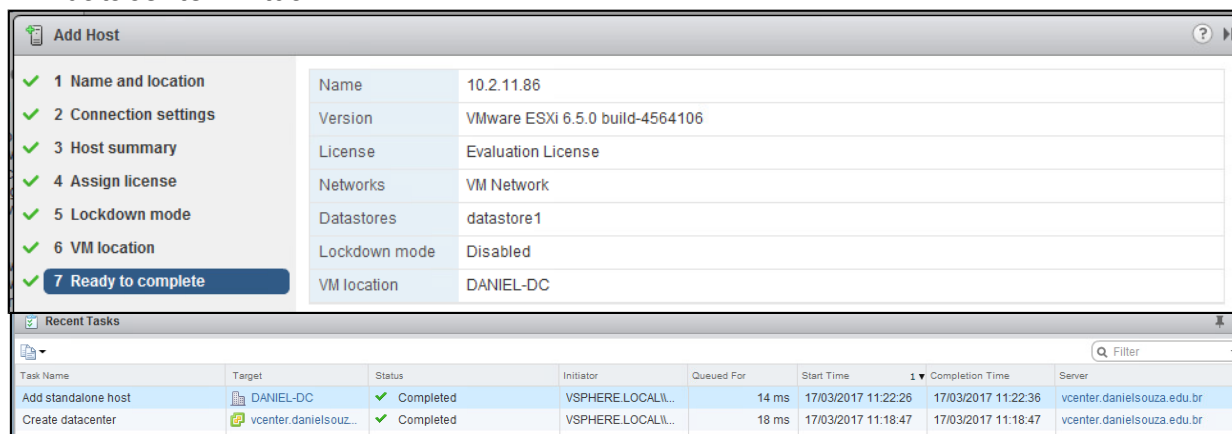 Add Host
1 Name and location
2 Connection settings
3 Host summary
4 Assign license
5 Lockdown mode
6 VM location
7 Ready to complete
Name 10.2.11.86
Version VMware ESXi 6.5.0 build-4564106
License Evaluation License
Networks VM Network
Datastores datastore1
Lockdown mode Disabled
VM location DANIEL-DC
Recent Tasks
Filter
Task Name Target Status Initiator Queued For Start Time 1 Completion Time Server
Add standalone host DANIEL-DC Completed VSPHERE.LOCAL\\... 14 ms 17/03/2017 11:22:26 17/03/2017 11:22:36 vcenter.danielsouza.edu.br
Create datacenter vcenter.danielsouz... Completed VSPHERE.LOCAL\\... 18 ms 17/03/2017 11:18:47 17/03/2017 11:18:47 vcenter.danielsouza.edu.br